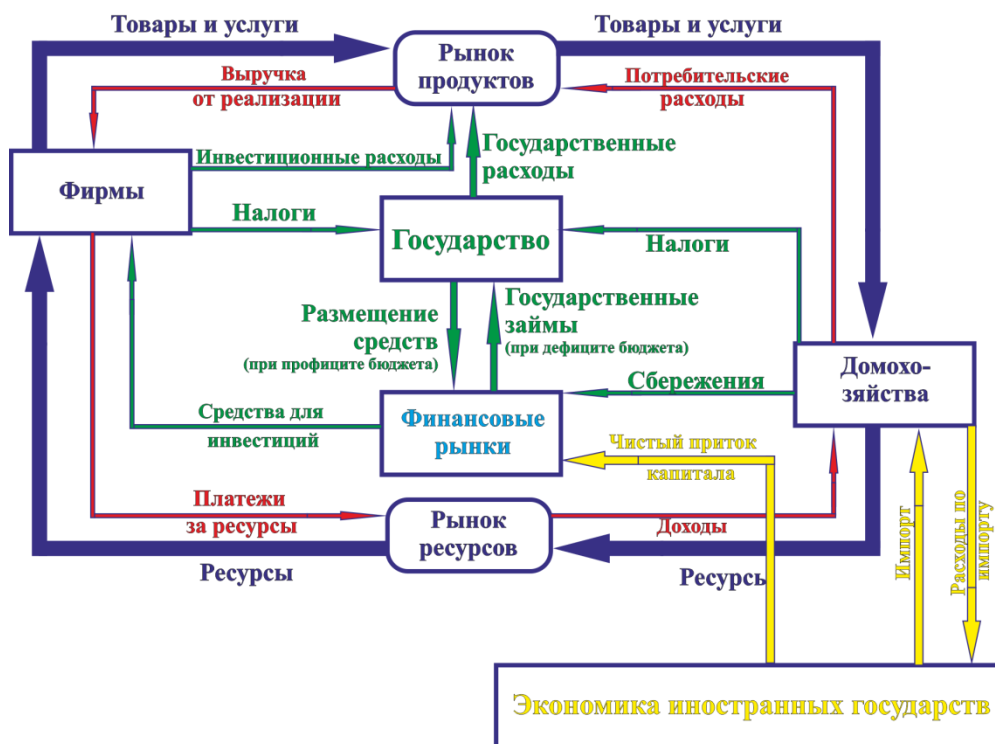 Товары и услуги
Товары и услуги
Рынок
продуктов
Выручка
от реализации
Потребительские
расходы
Инвестиционные расходы
Государственные
расходы
Фирмы
Налоги
Государство
Налоги
Размещение
средств
(при профиците бюджета)
Государственные
займы
(при дефиците бюджета)
Домохо-
зяйства
Сбережения
Средства для
инвестиций
Финансовые
рынки
Чистый приток
капитала
Платежи
за ресурсы
Рынок
ресурсов
Доходы
Импорт
Расходы по
импорту
Ресурсы
Ресурсы
Экономика иностранных государств